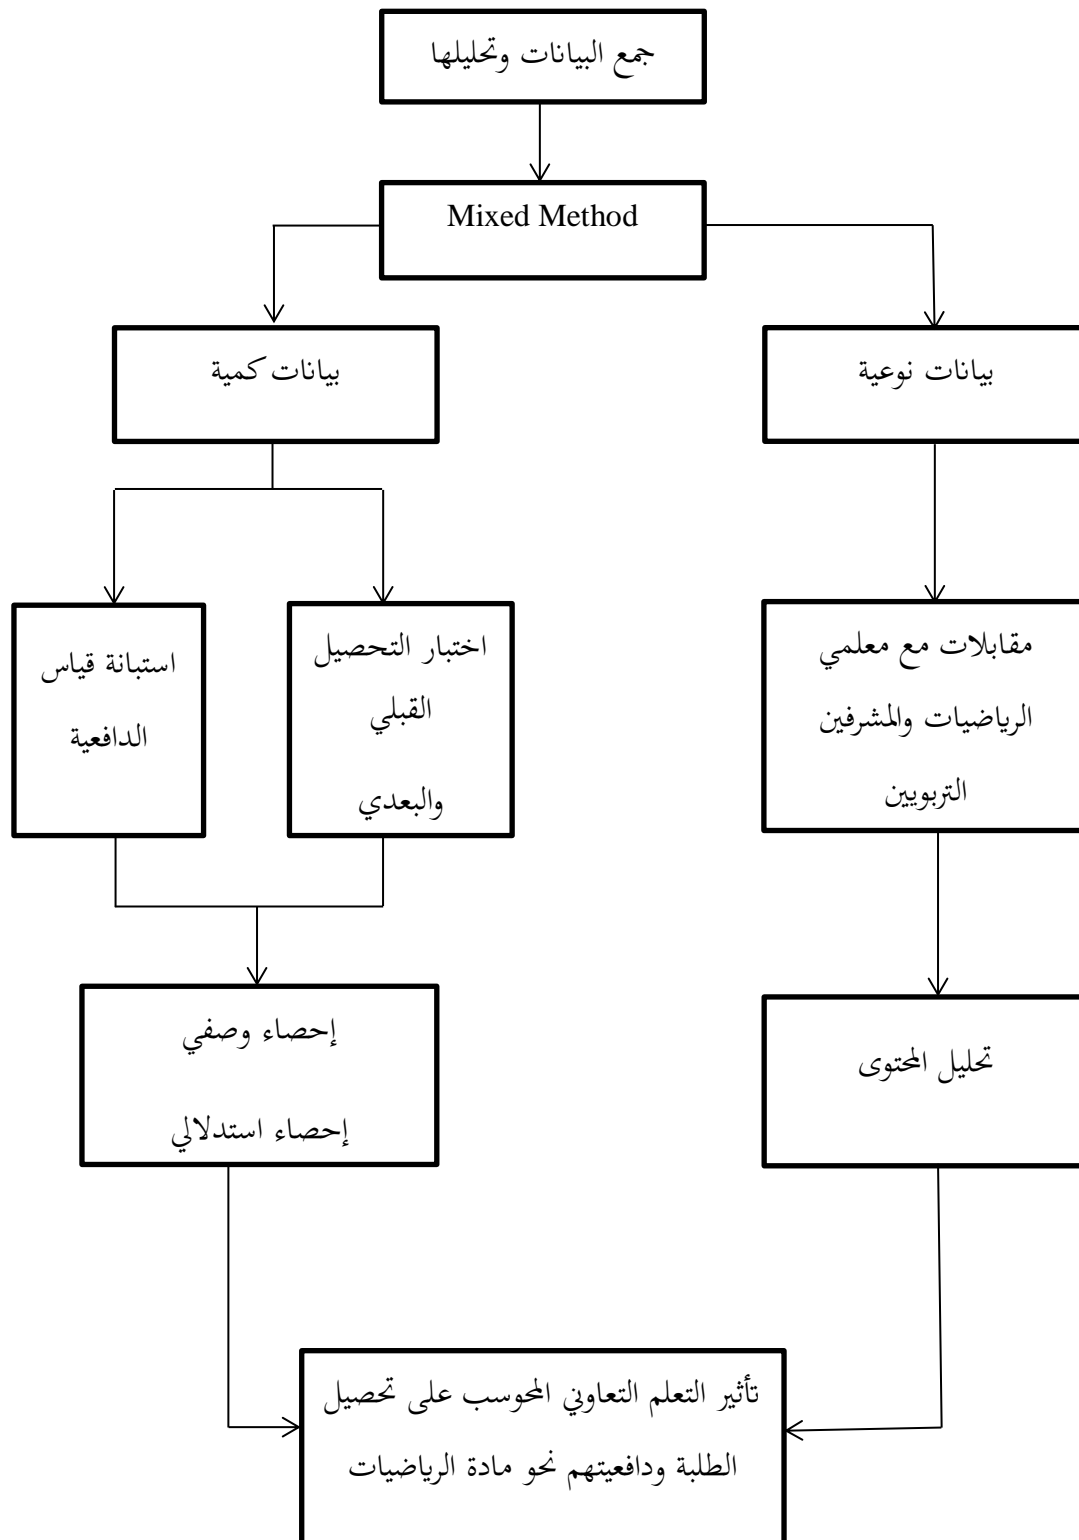 جمع البيانات وتحليلها
Mixed Method
بيانات نوعية
بيانات كمية
مقابلات مع معلمي
الرياضيات والمشرفين
التربويين
اختبار التحصيل
القبلي
والبعدي
استبانة قياس
الدافعية
تحليل المحتوى
إحصاء وصفي
إحصاء استدلالي
تأثير التعلم التعاوني المحوسب على تحصيل
الطلبة ودافعيتهم نحو مادة الرياضيات